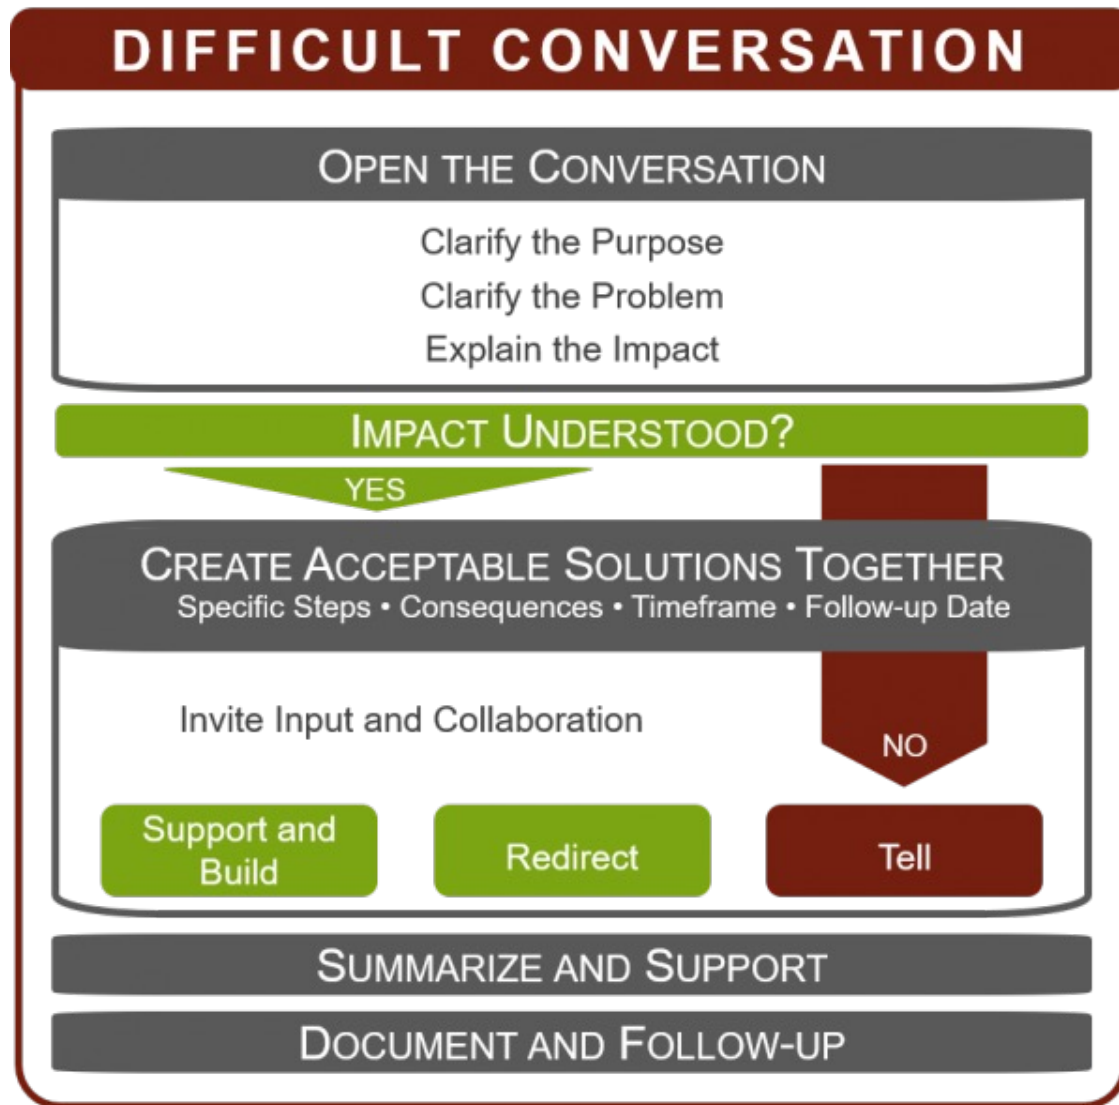 DIFFICULT CONVERSATION
OPEN THE CONVERSATION
Clarify the Purpose
Clarify the Problem
Explain the Impact
IMPACT UNDERSTOOD?
YES
CREATE ACCEPTABLE SOLUTIONS TOGETHER
Specific Steps • Consequences • Timeframe • Follow-up Date
Invite Input and Collaboration
NO
Support and
Build
Redirect
Tell
SUMMARIZE AND SUPPORT
DOCUMENT AND FOLLOW-UP